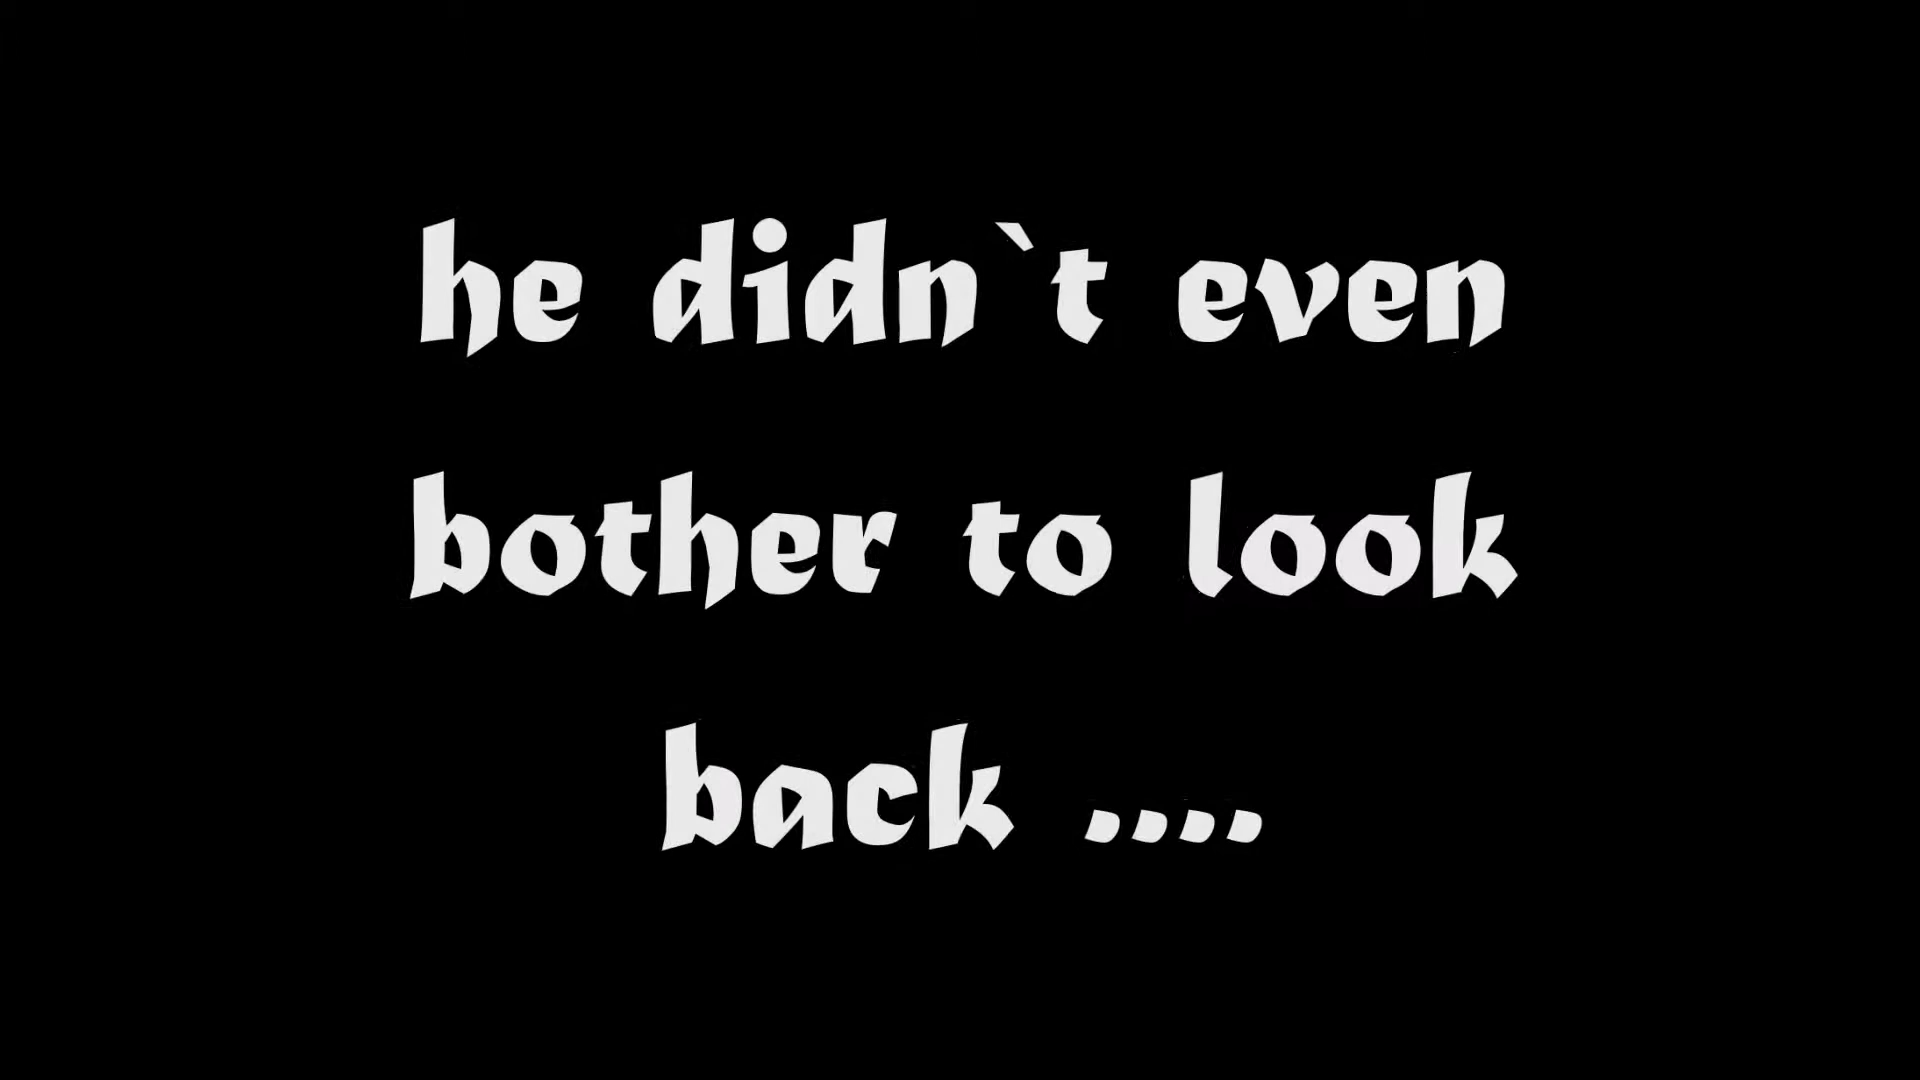 he didn`t even
bother to look
back ....